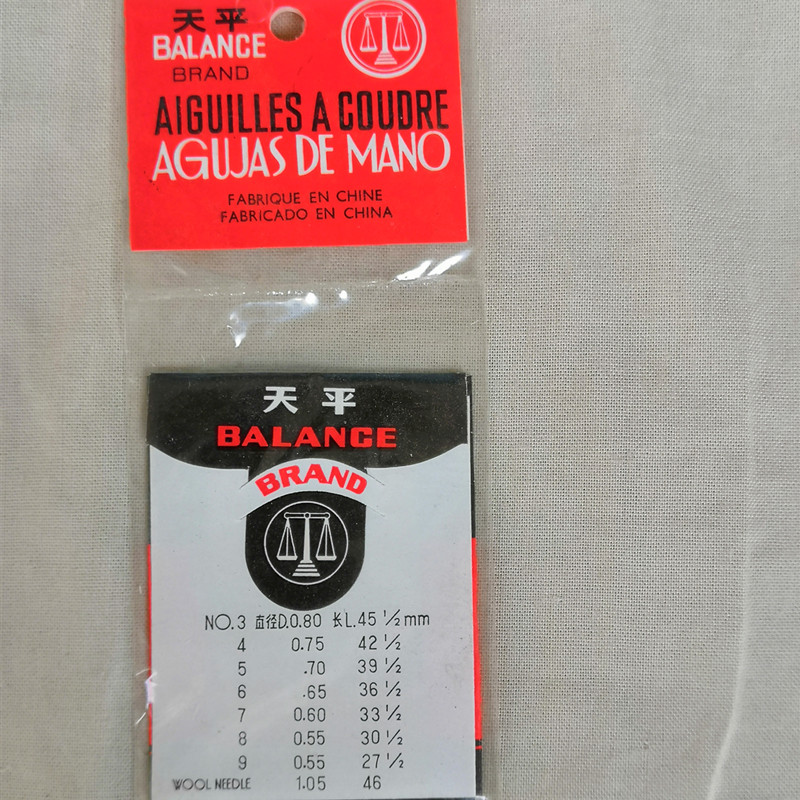 天平
BALANCE
BRAND
AIGUILLES A COUDRE
AGUJAS DE MANO
FABRIQUE EN CHINE
FABRICADO EN CHINA
天平
BALANCE
BRAND
NO.3 直径D.0.80 长L.45 ½ mm
4 0.75 42 ½
5 .70 39 ½
6 .65 36 ½
7 0.60 33 ½
8 0.55 30 ½
9 0.55 27 ½
WOOL NEEDLE 1.05 46